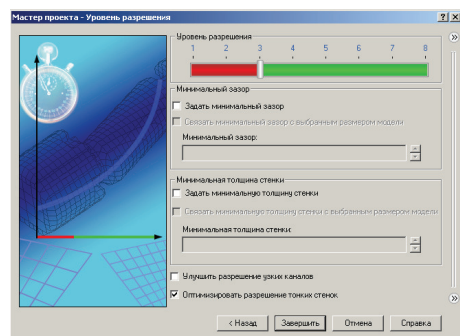 Мастер проекта - Уровень разрешения
Уровень разрешения
1 2 3 4 5 6 7 8
Минимальный зазор
Задать минимальный зазор
Связать минимальный зазор с выбранным размером модели
Минимальный зазор:
Минимальная толщина стенки
Задать минимальную толщину стенки
Связать минимальную толщину стенки с выбранным размером модели
Минимальная толщина стенки:
Улучшить разрешение узких каналов
Оптимизировать разрешение тонких стенок
< Назад Завершить Отмена Справка